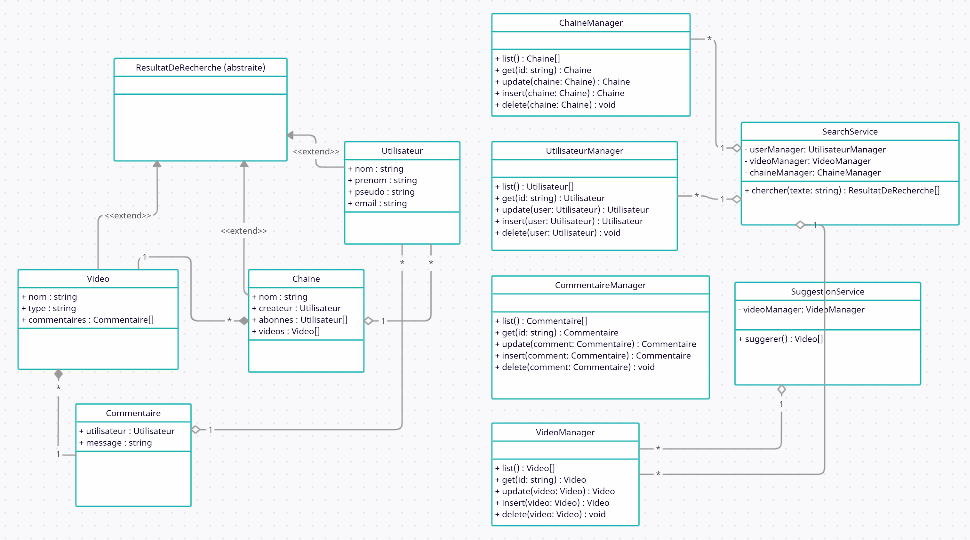 ResultatDeRecherche (abstraite)
<<extend>>
<<extend>>
<<extend>>
Utilisateur
+ nom : string
+ prenom : string
+ pseudo : string
+ email : string
*
*
Video
+ nom : string
+ type : string
+ commentaires : Commentaire[]
1
*
Chaine
+ nom : string
+ createur : Utilisateur
+ abonnes : Utilisateur[]
+ videos : Video[]
1
*
1
Commentaire
+ utilisateur : Utilisateur
+ message : string
1
ChaineManager
+ list() : Chaine[]
+ get(id: string) : Chaine
+ update(chaine: Chaine) : Chaine
+ insert(chaine: Chaine) : Chaine
+ delete(chaine: Chaine) : void
*
1
UtilisateurManager
+ list() : Utilisateur[]
+ get(id: string) : Utilisateur
+ update(user: Utilisateur) : Utilisateur
+ insert(user: Utilisateur) : Utilisateur
+ delete(user: Utilisateur) : void
*
1
SearchService
- userManager: UtilisateurManager
- videoManager: VideoManager
- chaineManager: ChaineManager
+ chercher(texte: string) : ResultatDeRecherche[]
1
CommentaireManager
+ list() : Commentaire[]
+ get(id: string) : Commentaire
+ update(comment: Commentaire) : Commentaire
+ insert(comment: Commentaire) : Commentaire
+ delete(comment: Commentaire) : void
SuggestionService
- videoManager: VideoManager
+ suggerer() : Video[]
1
VideoManager
+ list() : Video[]
+ get(id: string) : Video
+ update(video: Video) : Video
+ insert(video: Video) : Video
+ delete(video: Video) : void
*
*